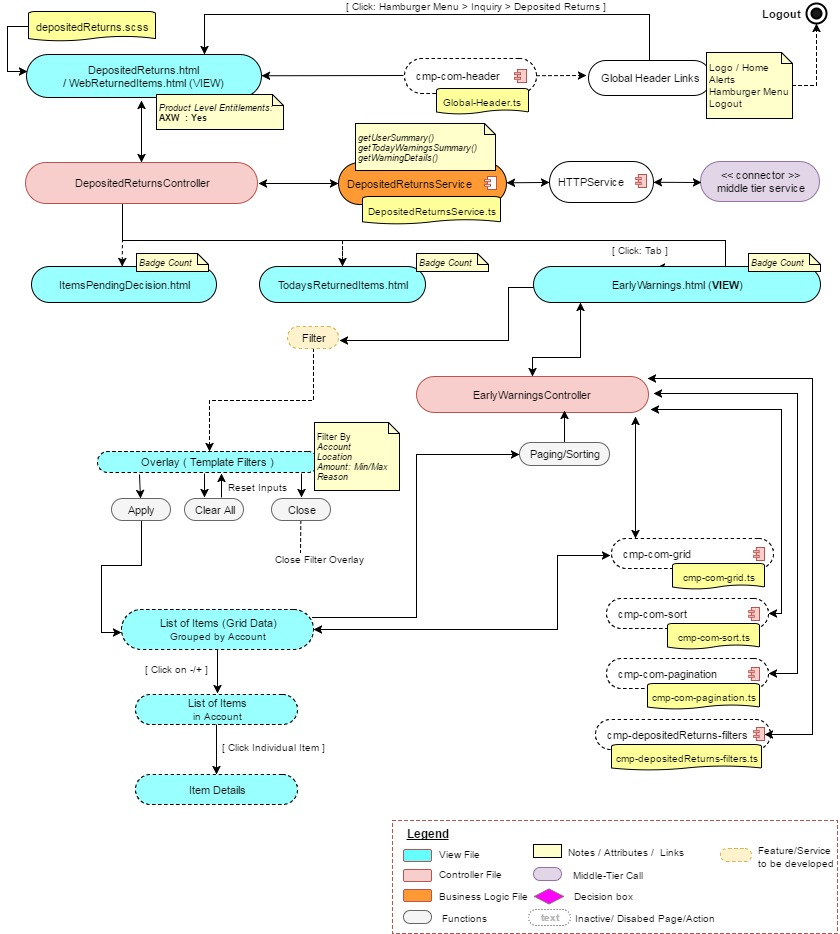 [ Click: Hamburger Menu > Inquiry > Deposited Returns ]
Logout
depositedReturns.scss
DepositedReturns.html
/ WebReturnedItems.html (VIEW)
cmp-com-header
Global-Header.ts
Global Header Links
Logo / Home
Alerts
Hamburger Menu
Logout
Product Level Entitlements:
AXW : Yes
getUserSummary()
getTodayWarningsSummary()
getWarningDetails()
DepositedReturnsController
DepositedReturnsService
DepositedReturnsService.ts
HTTPService
<< connector >>
middle tier service
[ Click: Tab ]
Badge Count
Badge Count
Badge Count
ItemsPendingDecision.html
TodaysReturnedItems.html
EarlyWarnings.html (VIEW)
Filter
EarlyWarningsController
Filter By
Account
Location
Amount: Min/Max
Reason
Overlay ( Template Filters )
Paging/Sorting
Reset Inputs
Apply
Clear All
Close
Close Filter Overlay
cmp-com-grid
cmp-com-grid.ts
cmp-com-sort
cmp-com-sort.ts
List of Items (Grid Data)
Grouped by Account
[ Click on -/+ ]
cmp-com-pagination
cmp-com-pagination.ts
List of Items
in Account
cmp-depositedReturns-filters
cmp-depositedReturns-filters.ts
[ Click Individual Item ]
Item Details
Legend
View File
Notes / Attributes / Links
Feature/Service
to be developed
Controller File
Middle-Tier Call
Business Logic File
Decision box
Functions
text
Inactive/ Disabed Page/Action